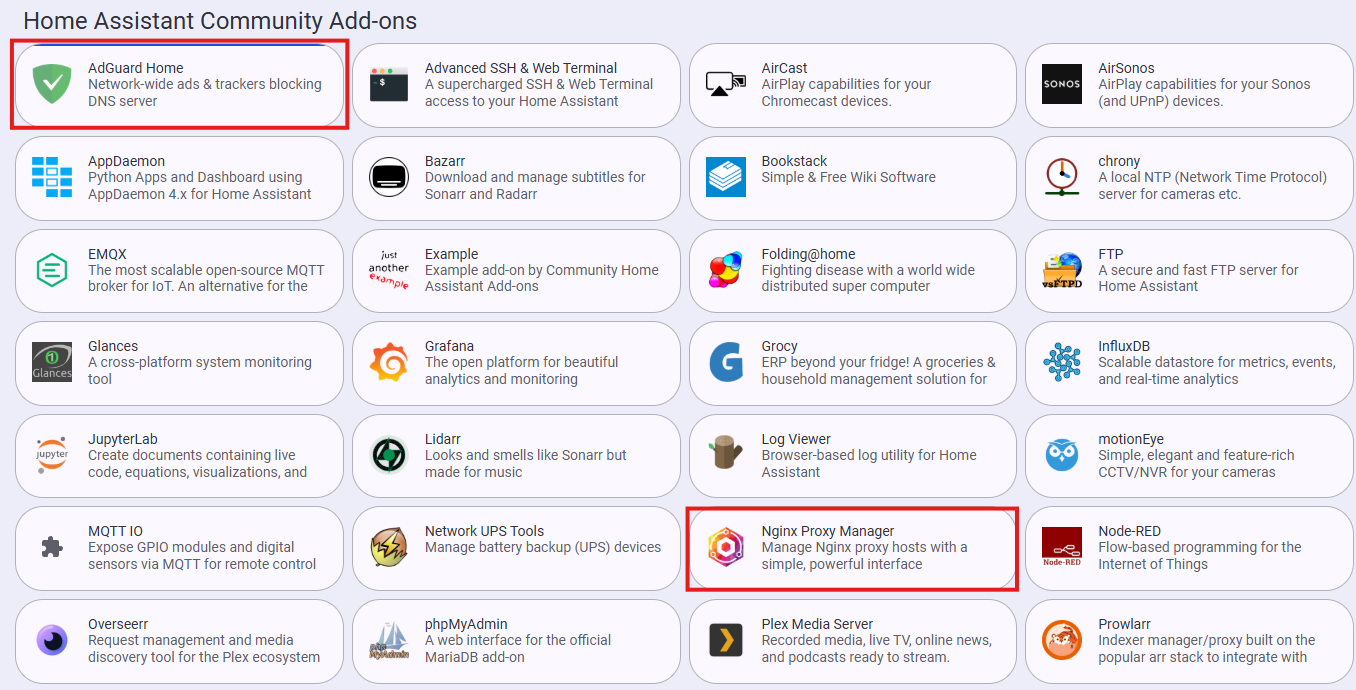 Home Assistant Community Add-ons
AdGuard Home
Network-wide ads & trackers blocking
DNS server
Advanced SSH & Web Terminal
A supercharged SSH & Web Terminal
access to your Home Assistant
$
AirCast
AirPlay capabilities for your
Chromecast devices.
SONOS
AirSonos
AirPlay capabilities for your Sonos
(and UPnP) devices.
AppDaemon
Python Apps and Dashboard using
AppDaemon 4.x for Home Assistant
Bazarr
Download and manage subtitles for
Sonarr and Radarr
Bookstack
Simple & Free Wiki Software
chrony
A local NTP (Network Time Protocol)
server for cameras etc.
EMQX
The most scalable open-source MQTT
broker for IoT. An alternative for the
just
another
example
Example
Example add-on by Community Home
Assistant Add-ons
Folding@home
Fighting disease with a world wide
distributed super computer
vsFTPD
FTP
A secure and fast FTP server for
Home Assistant
Glances
Glances
A cross-platform system monitoring
tool
Grafana
The open platform for beautiful
analytics and monitoring
G
Grocy
ERP beyond your fridge! A groceries &
household management solution for
InfluxDB
Scalable datastore for metrics, events,
and real-time analytics
jupyter
JupyterLab
Create documents containing live
code, equations, visualizations, and
Lidarr
Looks and smells like Sonarr but
made for music
Log Viewer
Browser-based log utility for Home
Assistant
motionEye
Simple, elegant and feature-rich
CCTV/NVR for your cameras
MQTT IO
Expose GPIO modules and digital
sensors via MQTT for remote control
Network UPS Tools
Manage battery backup (UPS) devices
Nginx Proxy Manager
Manage Nginx proxy hosts with a
simple, powerful interface
Node-RED
Node-RED
Flow-based programming for the
Internet of Things
Overseerr
Request management and media
discovery tool for the Plex ecosystem
php
MyAdmin
phpMyAdmin
A web interface for the official
MariaDB add-on
Plex Media Server
Recorded media, live TV, online news,
and podcasts ready to stream.
Prowlarr
Indexer manager/proxy built on the
popular arr stack to integrate with